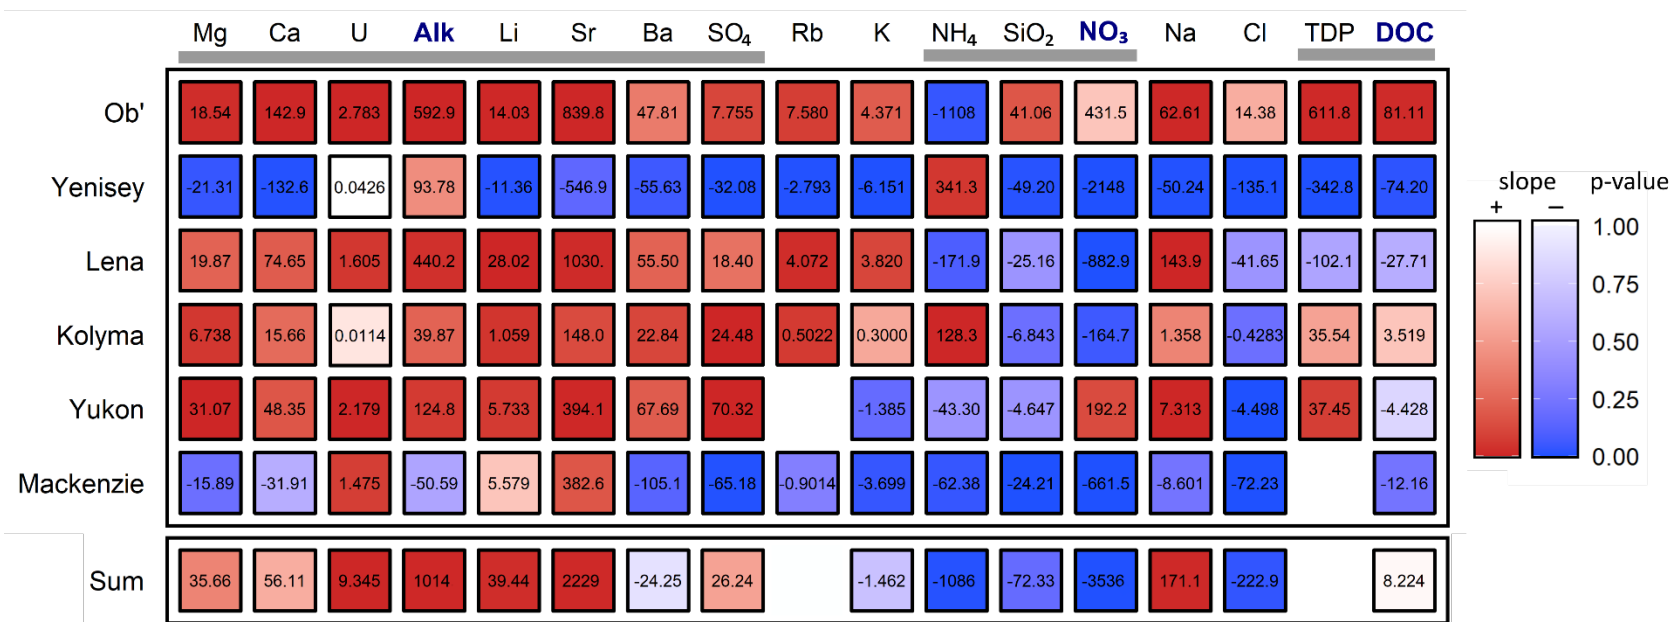 Mg Ca U Alk Li Sr Ba SO₄ Rb K NH₄ SiO₂ NO₃ Na Cl TDP DOC
Ob' 18.54 142.9 2.783 592.9 14.03 839.8 47.81 7.755 7.580 4.371 -1108 41.06 431.5 62.61 14.38 611.8 81.11
Yenisey -21.31 -132.6 0.0426 93.78 -11.36 -546.9 -55.63 -32.08 -2.793 -6.151 341.3 -49.20 -2148 -50.24 -135.1 -342.8 -74.20
slope p-value
+ −
Lena 19.87 74.65 1.605 440.2 28.02 1030. 55.50 18.40 4.072 3.820 -171.9 -25.16 -882.9 143.9 -41.65 -102.1 -27.71
1.00
0.75
Kolyma 6.738 15.66 0.0114 39.87 1.059 148.0 22.84 24.48 0.5022 0.3000 128.3 -6.843 -164.7 1.358 -0.4283 35.54 3.519
0.50
0.25
Yukon 31.07 48.35 2.179 124.8 5.733 394.1 67.69 70.32 -1.385 -43.30 -4.647 192.2 7.313 -4.498 37.45 -4.428
0.00
Mackenzie -15.89 -31.91 1.475 -50.59 5.579 382.6 -105.1 -65.18 -0.9014 -3.699 -62.38 -24.21 -661.5 -8.601 -72.23 -12.16
Sum 35.66 56.11 9.345 1014 39.44 2229 -24.25 26.24 -1.462 -1086 -72.33 -3536 171.1 -222.9 8.224